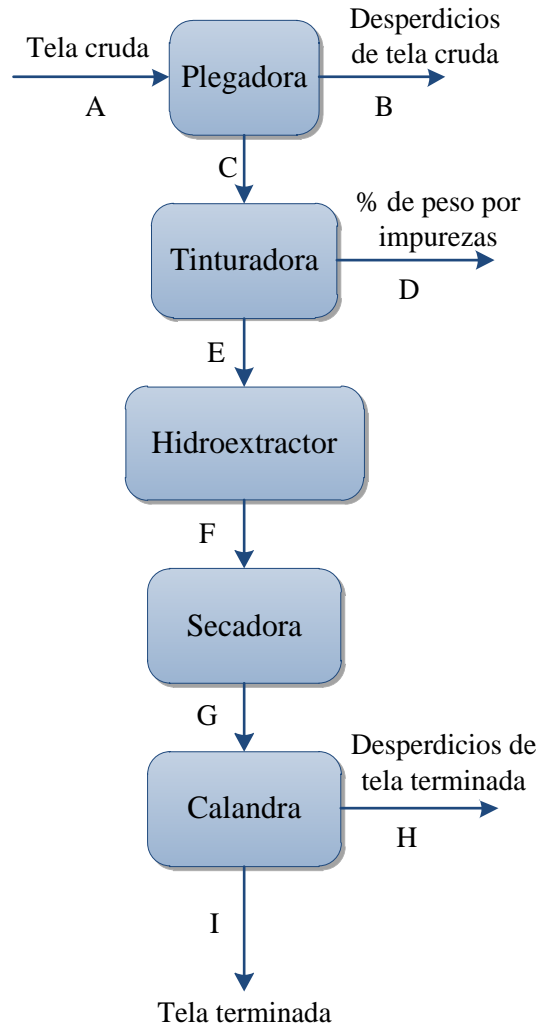 Tela cruda
A
Plegadora
Desperdicios
de tela cruda
B
C
Tinturadora
% de peso por
impurezas
D
E
Hidroextractor
F
Secadora
G
Calandra
Desperdicios de
tela terminada
H
I
Tela terminada